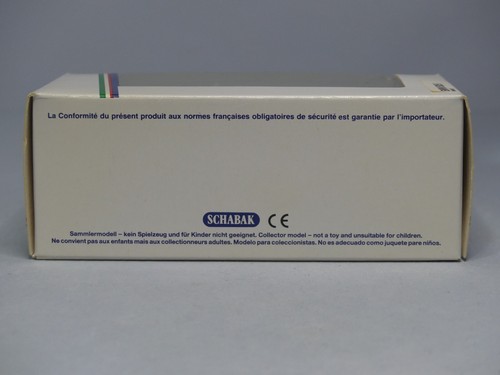 La Conformité du présent produit aux normes françaises obligatoires de sécurité est garantie par l'importateur.
SCHABAK CE
Sammlermodell – kein Spielzeug und für Kinder nicht geeignet. Collector model – not a toy and unsuitable for children.
Ne convient pas aux enfants mais aux collectionneurs adultes. Modelo para coleccionistas. No es adequado como juquete para niños.